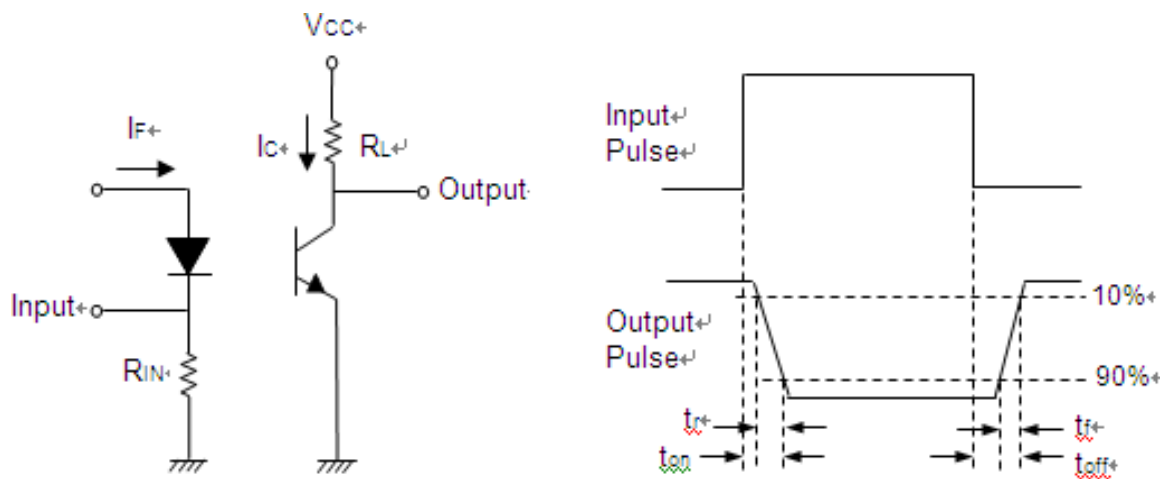 Vcc↵
IF←
IC←
RL↵
Output←
Input←
RIN←
Input↵
Pulse↵
Output↵
Pulse↵
10%←
90%←
tr←
tf←
ton
toff←